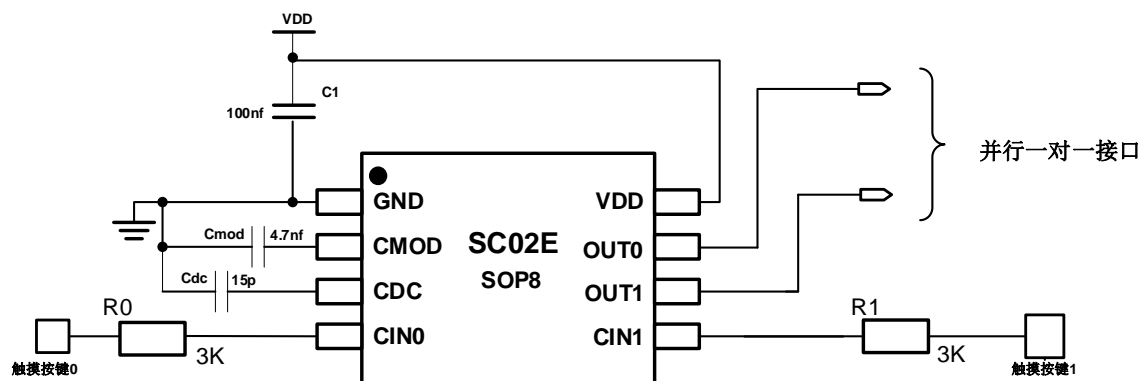 VDD
C1
100nf
并行一对一接口
GND
VDD
Cmod
4.7nf
CMOD
SC02E
OUT0
SOP8
Cdc
15p
CDC
OUT1
R0
R1
CIN0
CIN1
3K
3K
触摸按键0
触摸按键1